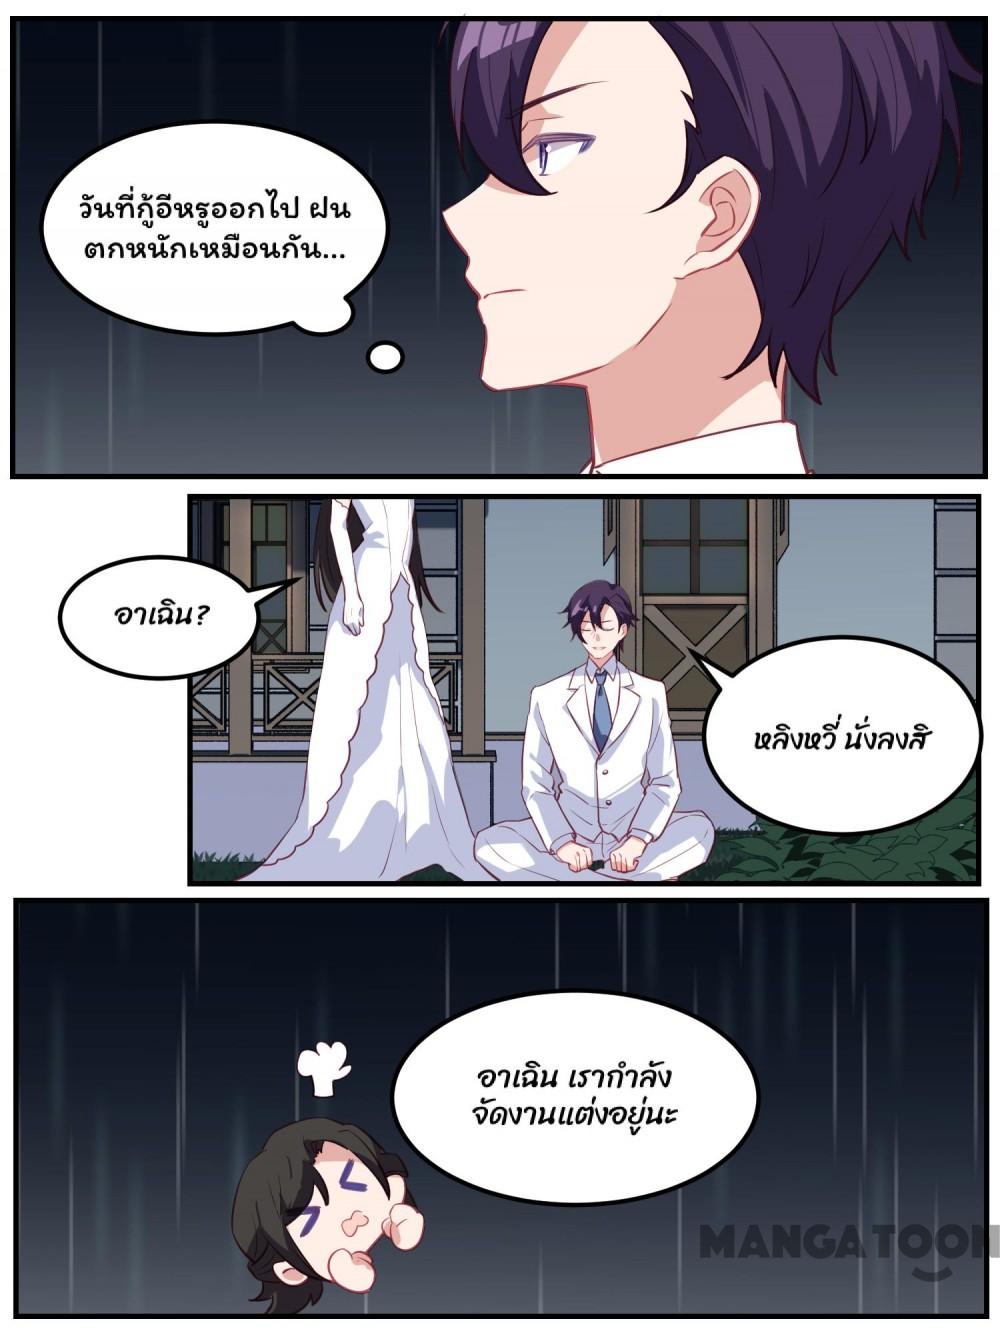 วันที่กู้อีหรูออกไป ฝน
ตกหนักเหมือนกัน...
อาเฉิน?
หลิงหวี่ นั่งลงสิ
อาเฉิน เรากำลัง
จัดงานแต่งอยู่นะ
MANGATOON